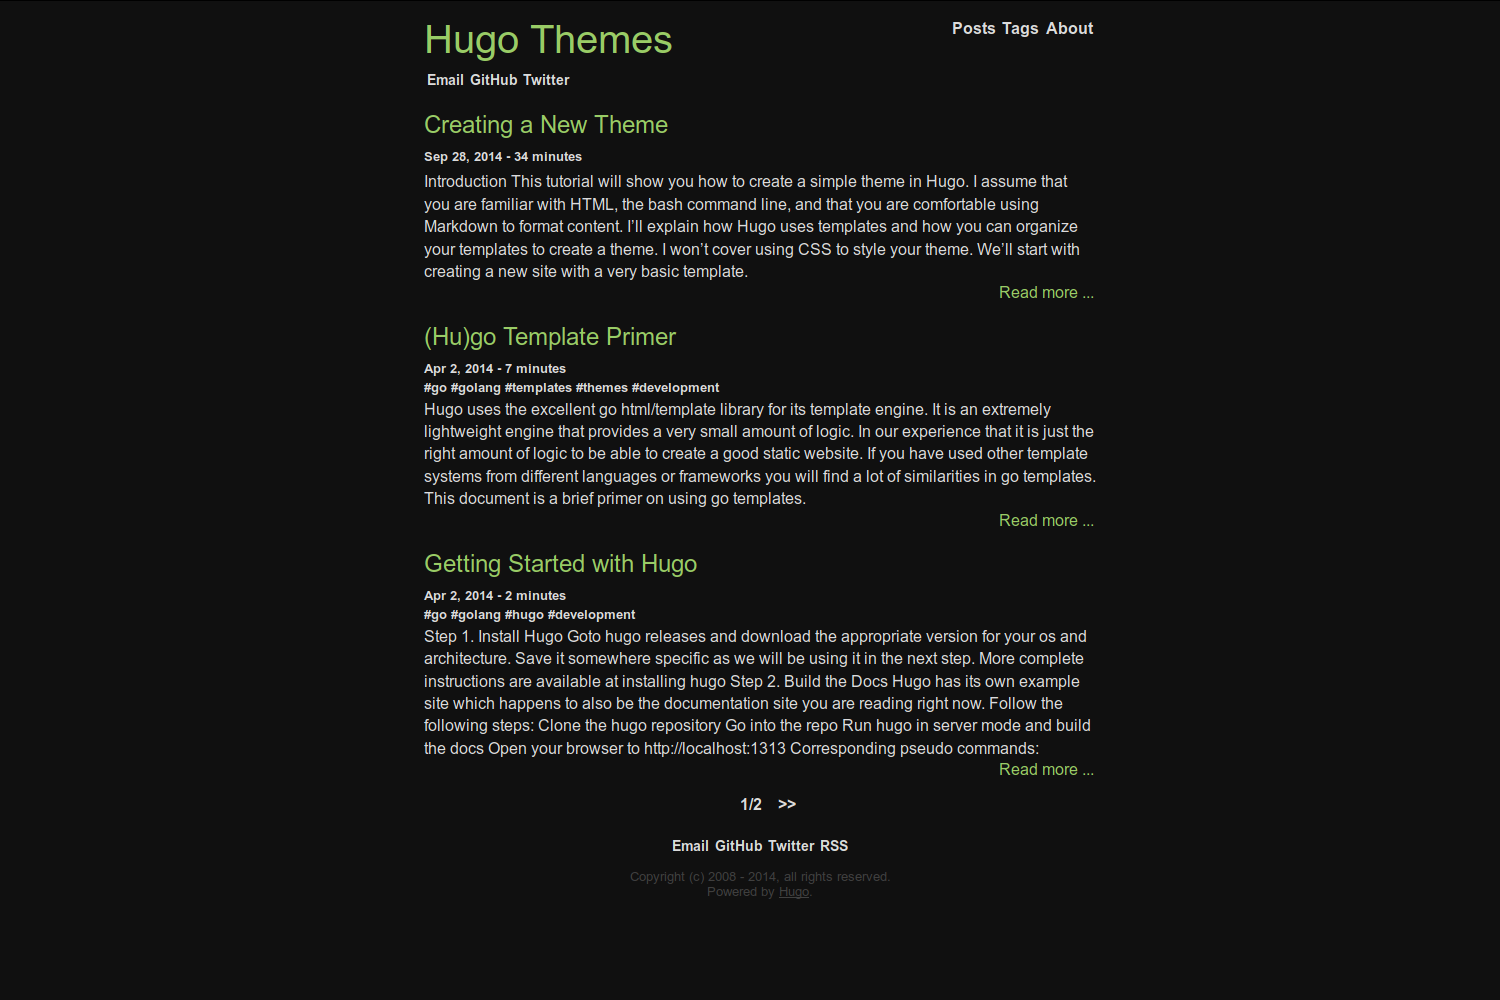 Hugo Themes
Posts Tags About
Email GitHub Twitter
Creating a New Theme
Sep 28, 2014 - 34 minutes
Introduction This tutorial will show you how to create a simple theme in Hugo. I assume that
you are familiar with HTML, the bash command line, and that you are comfortable using
Markdown to format content. I’ll explain how Hugo uses templates and how you can organize
your templates to create a theme. I won’t cover using CSS to style your theme. We’ll start with
creating a new site with a very basic template.
Read more ...
(Hu)go Template Primer
Apr 2, 2014 - 7 minutes
#go #golang #templates #themes #development
Hugo uses the excellent go html/template library for its template engine. It is an extremely
lightweight engine that provides a very small amount of logic. In our experience that it is just the
right amount of logic to be able to create a good static website. If you have used other template
systems from different languages or frameworks you will find a lot of similarities in go templates.
This document is a brief primer on using go templates.
Read more ...
Getting Started with Hugo
Apr 2, 2014 - 2 minutes
#go #golang #hugo #development
Step 1. Install Hugo Goto hugo releases and download the appropriate version for your os and
architecture. Save it somewhere specific as we will be using it in the next step. More complete
instructions are available at installing hugo Step 2. Build the Docs Hugo has its own example
site which happens to also be the documentation site you are reading right now. Follow the
following steps: Clone the hugo repository Go into the repo Run hugo in server mode and build
the docs Open your browser to http://localhost:1313 Corresponding pseudo commands:
Read more ...
1/2 >>
Email GitHub Twitter RSS
Copyright (c) 2008 - 2014, all rights reserved.
Powered by Hugo.